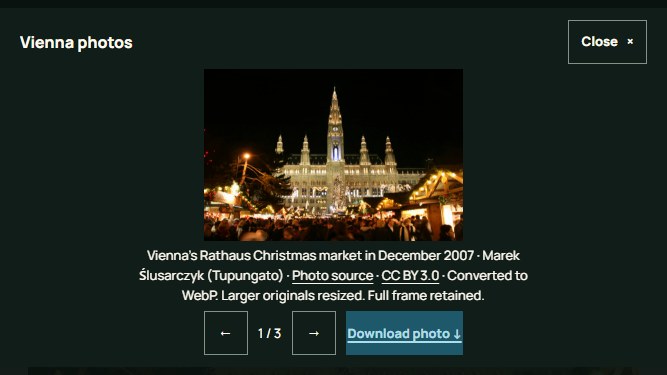 Vienna photos
Close ×
Vienna's Rathaus Christmas market in December 2007 · Marek
Ślusarczyk (Tupungato) · Photo source · CC BY 3.0 · Converted to
WebP. Larger originals resized. Full frame retained.
← 1 / 3 → Download photo ↓